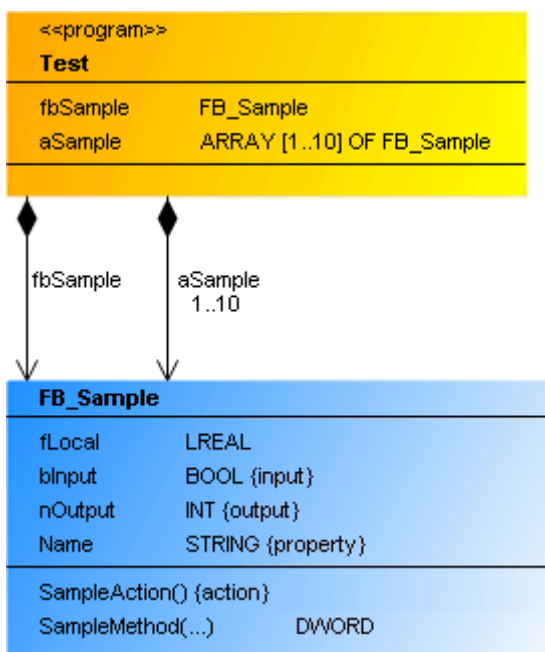 <<program>>
Test
fbSample FB_Sample
aSample ARRAY [1..10] OF FB_Sample
fbSample aSample
1..10
FB_Sample
fLocal LREAL
bInput BOOL {input}
nOutput INT {output}
Name STRING {property}
SampleAction() {action}
SampleMethod(...) DWORD